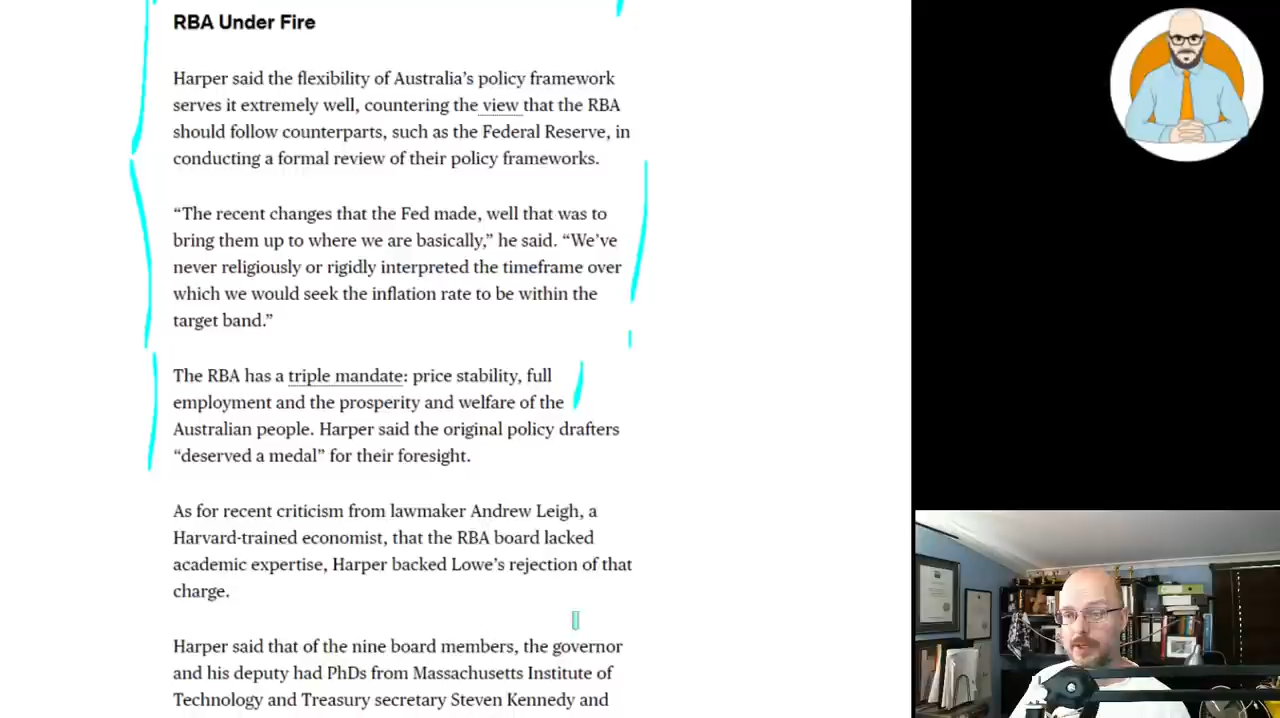 RBA Under Fire
Harper said the flexibility of Australia’s policy framework
serves it extremely well, countering the view that the RBA
should follow counterparts, such as the Federal Reserve, in
conducting a formal review of their policy frameworks.
“The recent changes that the Fed made, well that was to
bring them up to where we are basically,” he said. “We’ve
never religiously or rigidly interpreted the timeframe over
which we would seek the inflation rate to be within the
target band.”
The RBA has a triple mandate: price stability, full
employment and the prosperity and welfare of the
Australian people. Harper said the original policy drafters
“deserved a medal” for their foresight.
As for recent criticism from lawmaker Andrew Leigh, a
Harvard-trained economist, that the RBA board lacked
academic expertise, Harper backed Lowe’s rejection of that
charge.
Harper said that of the nine board members, the governor
and his deputy had PhDs from Massachusetts Institute of
Technology and Treasury secretary Steven Kennedy and